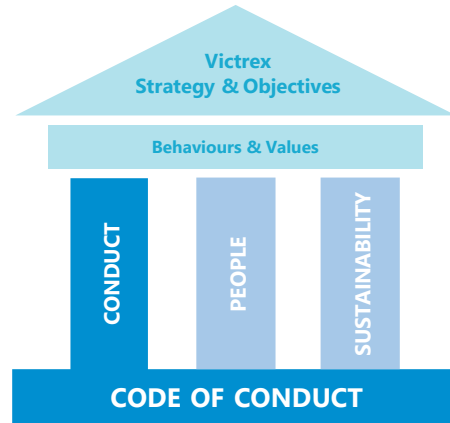 Victrex
Strategy & Objectives
Behaviours & Values
CONDUCT
PEOPLE
SUSTAINABILITY
CODE OF CONDUCT